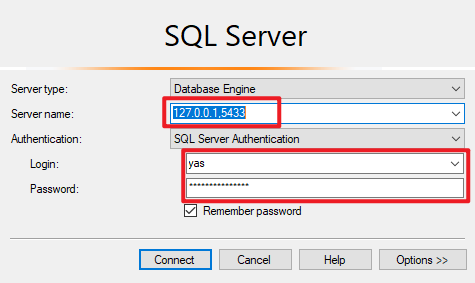 SQL Server
Server type: Database Engine
Server name: 127.0.0.1,5433
Authentication: SQL Server Authentication
Login: yas
Password: ***************
Remember password
Connect Cancel Help Options >>